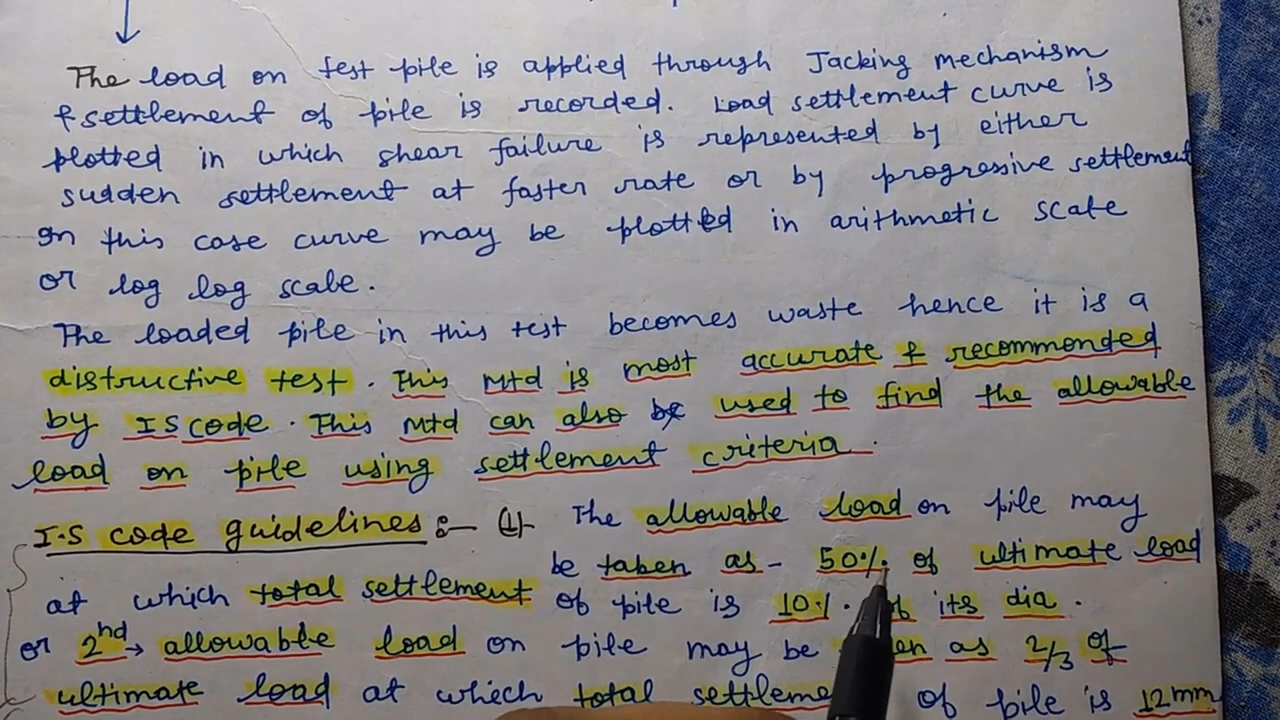 The load on test pile is applied through Jacking mechanism
& settlement of pile is recorded. Load settlement curve is
plotted in which shear failure is represented by either
sudden settlement at faster rate or by progressive settlement
In this case curve may be plotted in arithmetic scale
or log log scale.
The loaded pile in this test becomes waste hence it is a
distructive test. This Mtd is most accurate & recommonded
by IS code. This Mtd can also be used to find the allowable
load on pile using settlement criteria.
I.S code guidelines :- (1)- The allowable load on pile may
be taken as - 50% of ultimate load
at which total settlement of pile is 10%. of its dia.
or 2nd → allowable load on pile may be as 2/3 of
ultimate load at which total of pile is 12mm